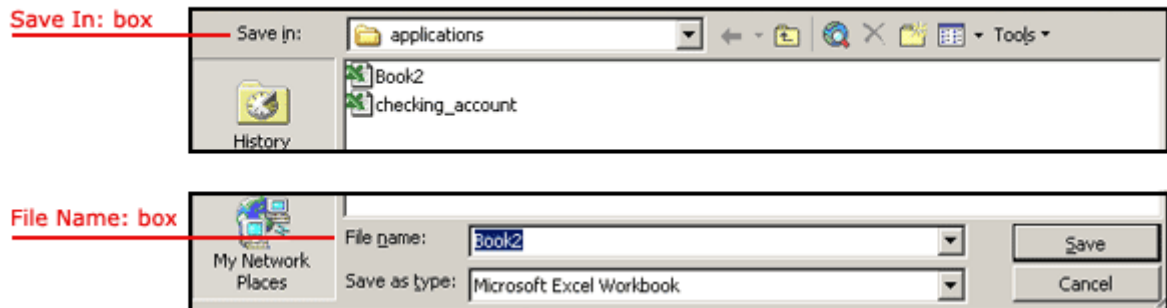 Save In: box
Save in:
applications
Tools
Book2
checking_account
History
File Name: box
File name:
Book2
Save
My Network
Places
Save as type:
Microsoft Excel Workbook
Cancel